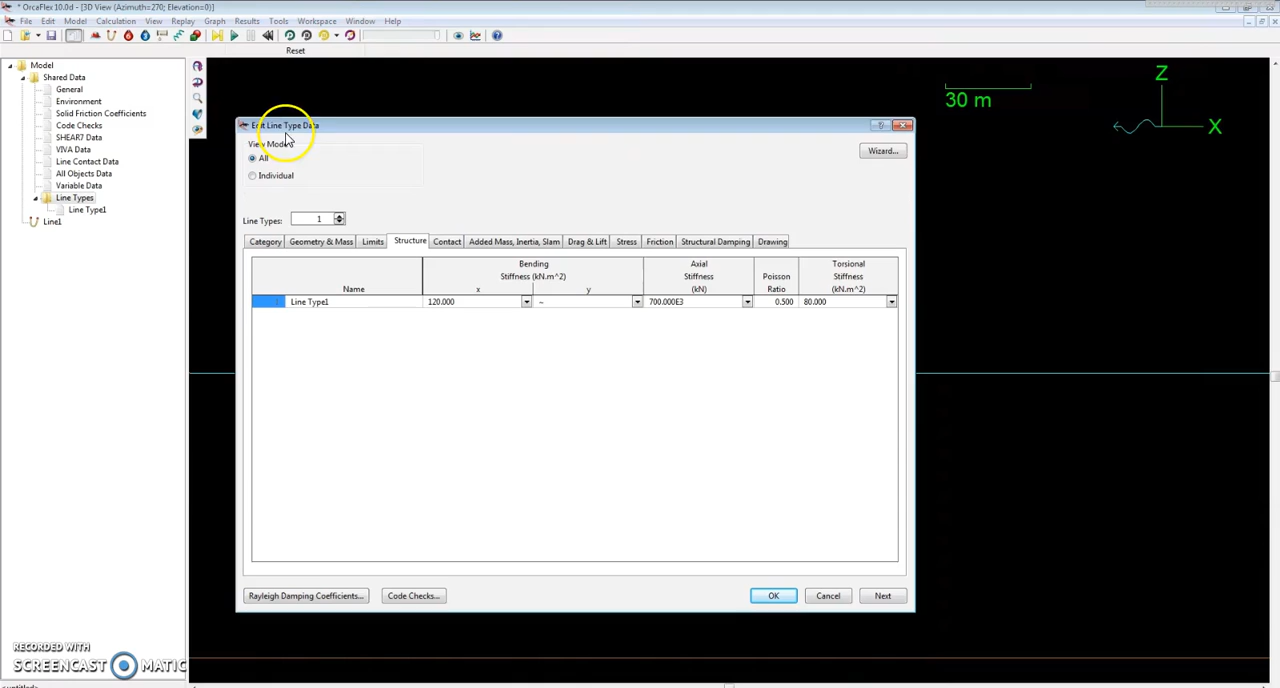 * OrcaFlex 10.0d - [3D View (Azimuth=270; Elevation=0)]
File Edit Model Calculation View Replay Graph Results Tools Workspace Window Help
Reset
Model
Shared Data
General
Environment
Solid Friction Coefficients
Code Checks
SHEAR7 Data
VIVA Data
Line Contact Data
All Objects Data
Variable Data
Line Types
Line Type1
Line1
30 m
Z
X
Edit Line Type Data
View Mode:
All
Individual
Wizard...
Line Types: 1
Category Geometry & Mass Limits Structure Contact Added Mass, Inertia, Slam Drag & Lift Stress Friction Structural Damping Drawing
Bending Axial Torsional
Stiffness (kN.m^2) Stiffness Poisson Stiffness
Name x y (kN) Ratio (kN.m^2)
1 Line Type1 120.000 ~ 700.000E3 0.500 80.000
Rayleigh Damping Coefficients... Code Checks... OK Cancel Next
RECORDED WITH
SCREENCAST MATIC